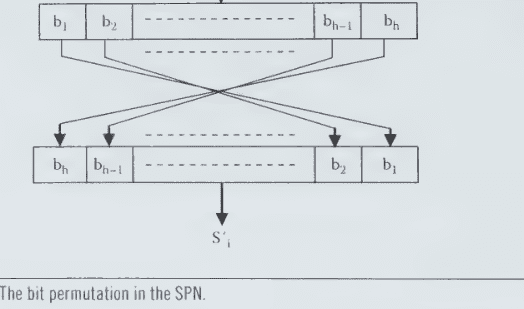 b₁ b₂ bₕ₋₁ bₕ
bₕ bₕ₋₁ b₂ b₁
S′ᵢ
The bit permutation in the SPN.